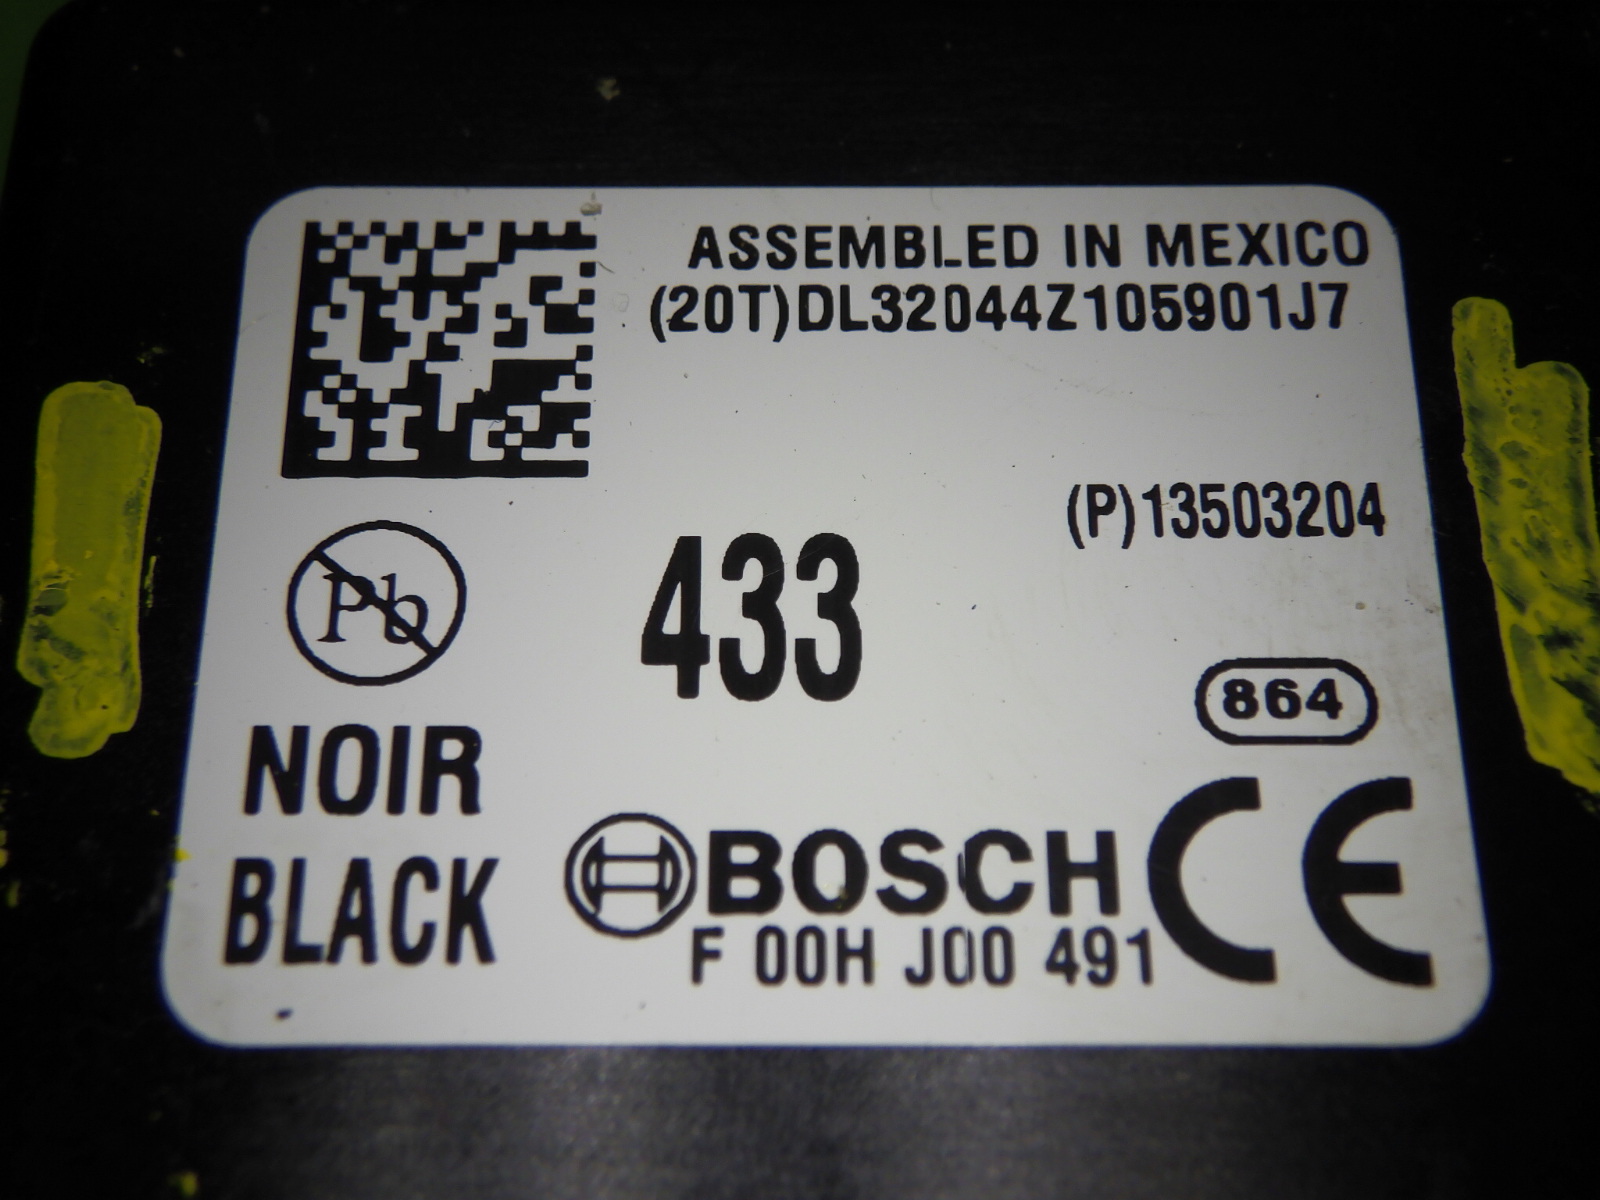 ASSEMBLED IN MEXICO
(20T)DL32044Z105901J7
(P)13503204
Pb
433
864
NOIR
BLACK
BOSCH
F 00H J00 491
CE